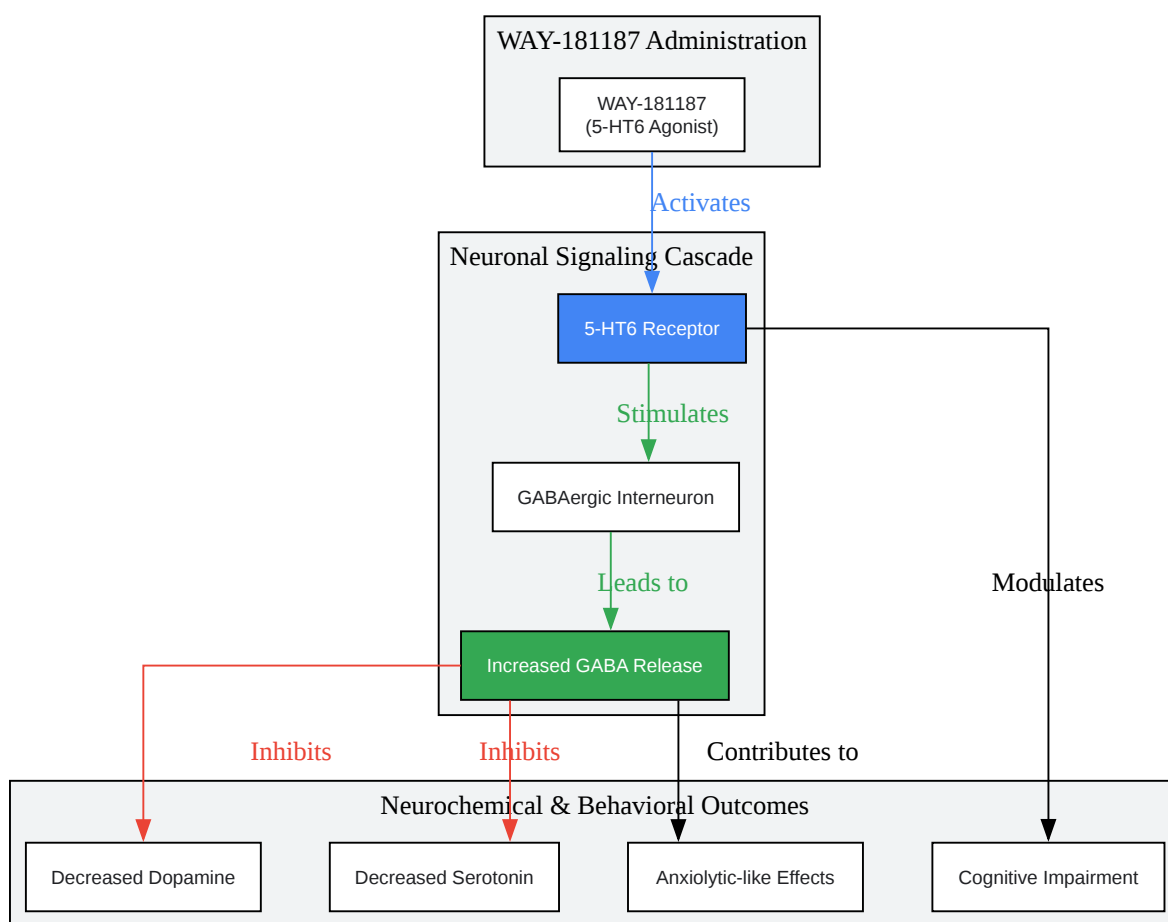 WAY-181187 Administration
WAY-181187
(5-HT6 Agonist)
Activates
Neuronal Signaling Cascade
5-HT6 Receptor
Stimulates
GABAergic Interneuron
Leads to
Modulates
Increased GABA Release
Inhibits
Inhibits
Contributes to
Neurochemical & Behavioral Outcomes
Decreased Dopamine
Decreased Serotonin
Anxiolytic-like Effects
Cognitive Impairment